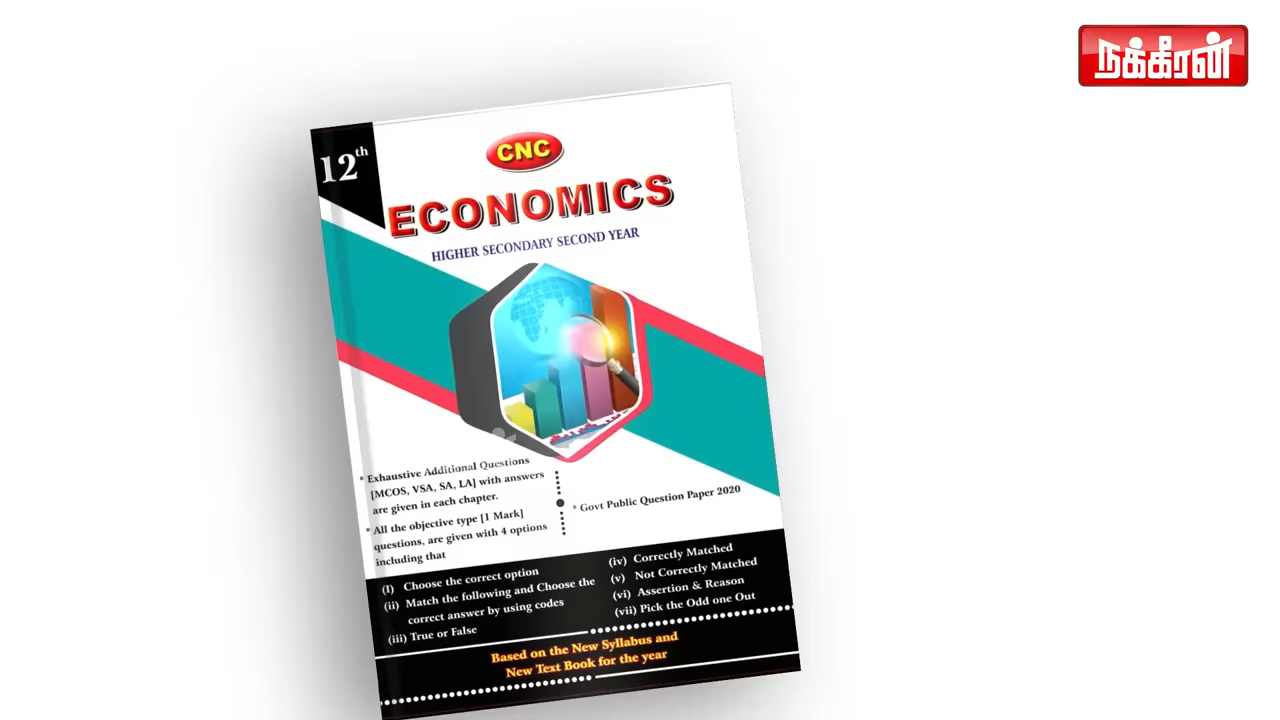 நக்கீரன்
12th
CNC
ECONOMICS
HIGHER SECONDARY SECOND YEAR
* Exhaustive Additional Questions
[MCOS, VSA, SA, LA] with answers
are given in each chapter.
* All the objective type [1 Mark]
questions, are given with 4 options
including that
* Govt Public Question Paper 2020
(I) Choose the correct option
(ii) Match the following and Choose the
correct answer by using codes
(iii) True or False
(iv) Correctly Matched
(v) Not Correctly Matched
(vi) Assertion & Reason
(vii) Pick the Odd one Out
Based on the New Syllabus and
New Text Book for the year